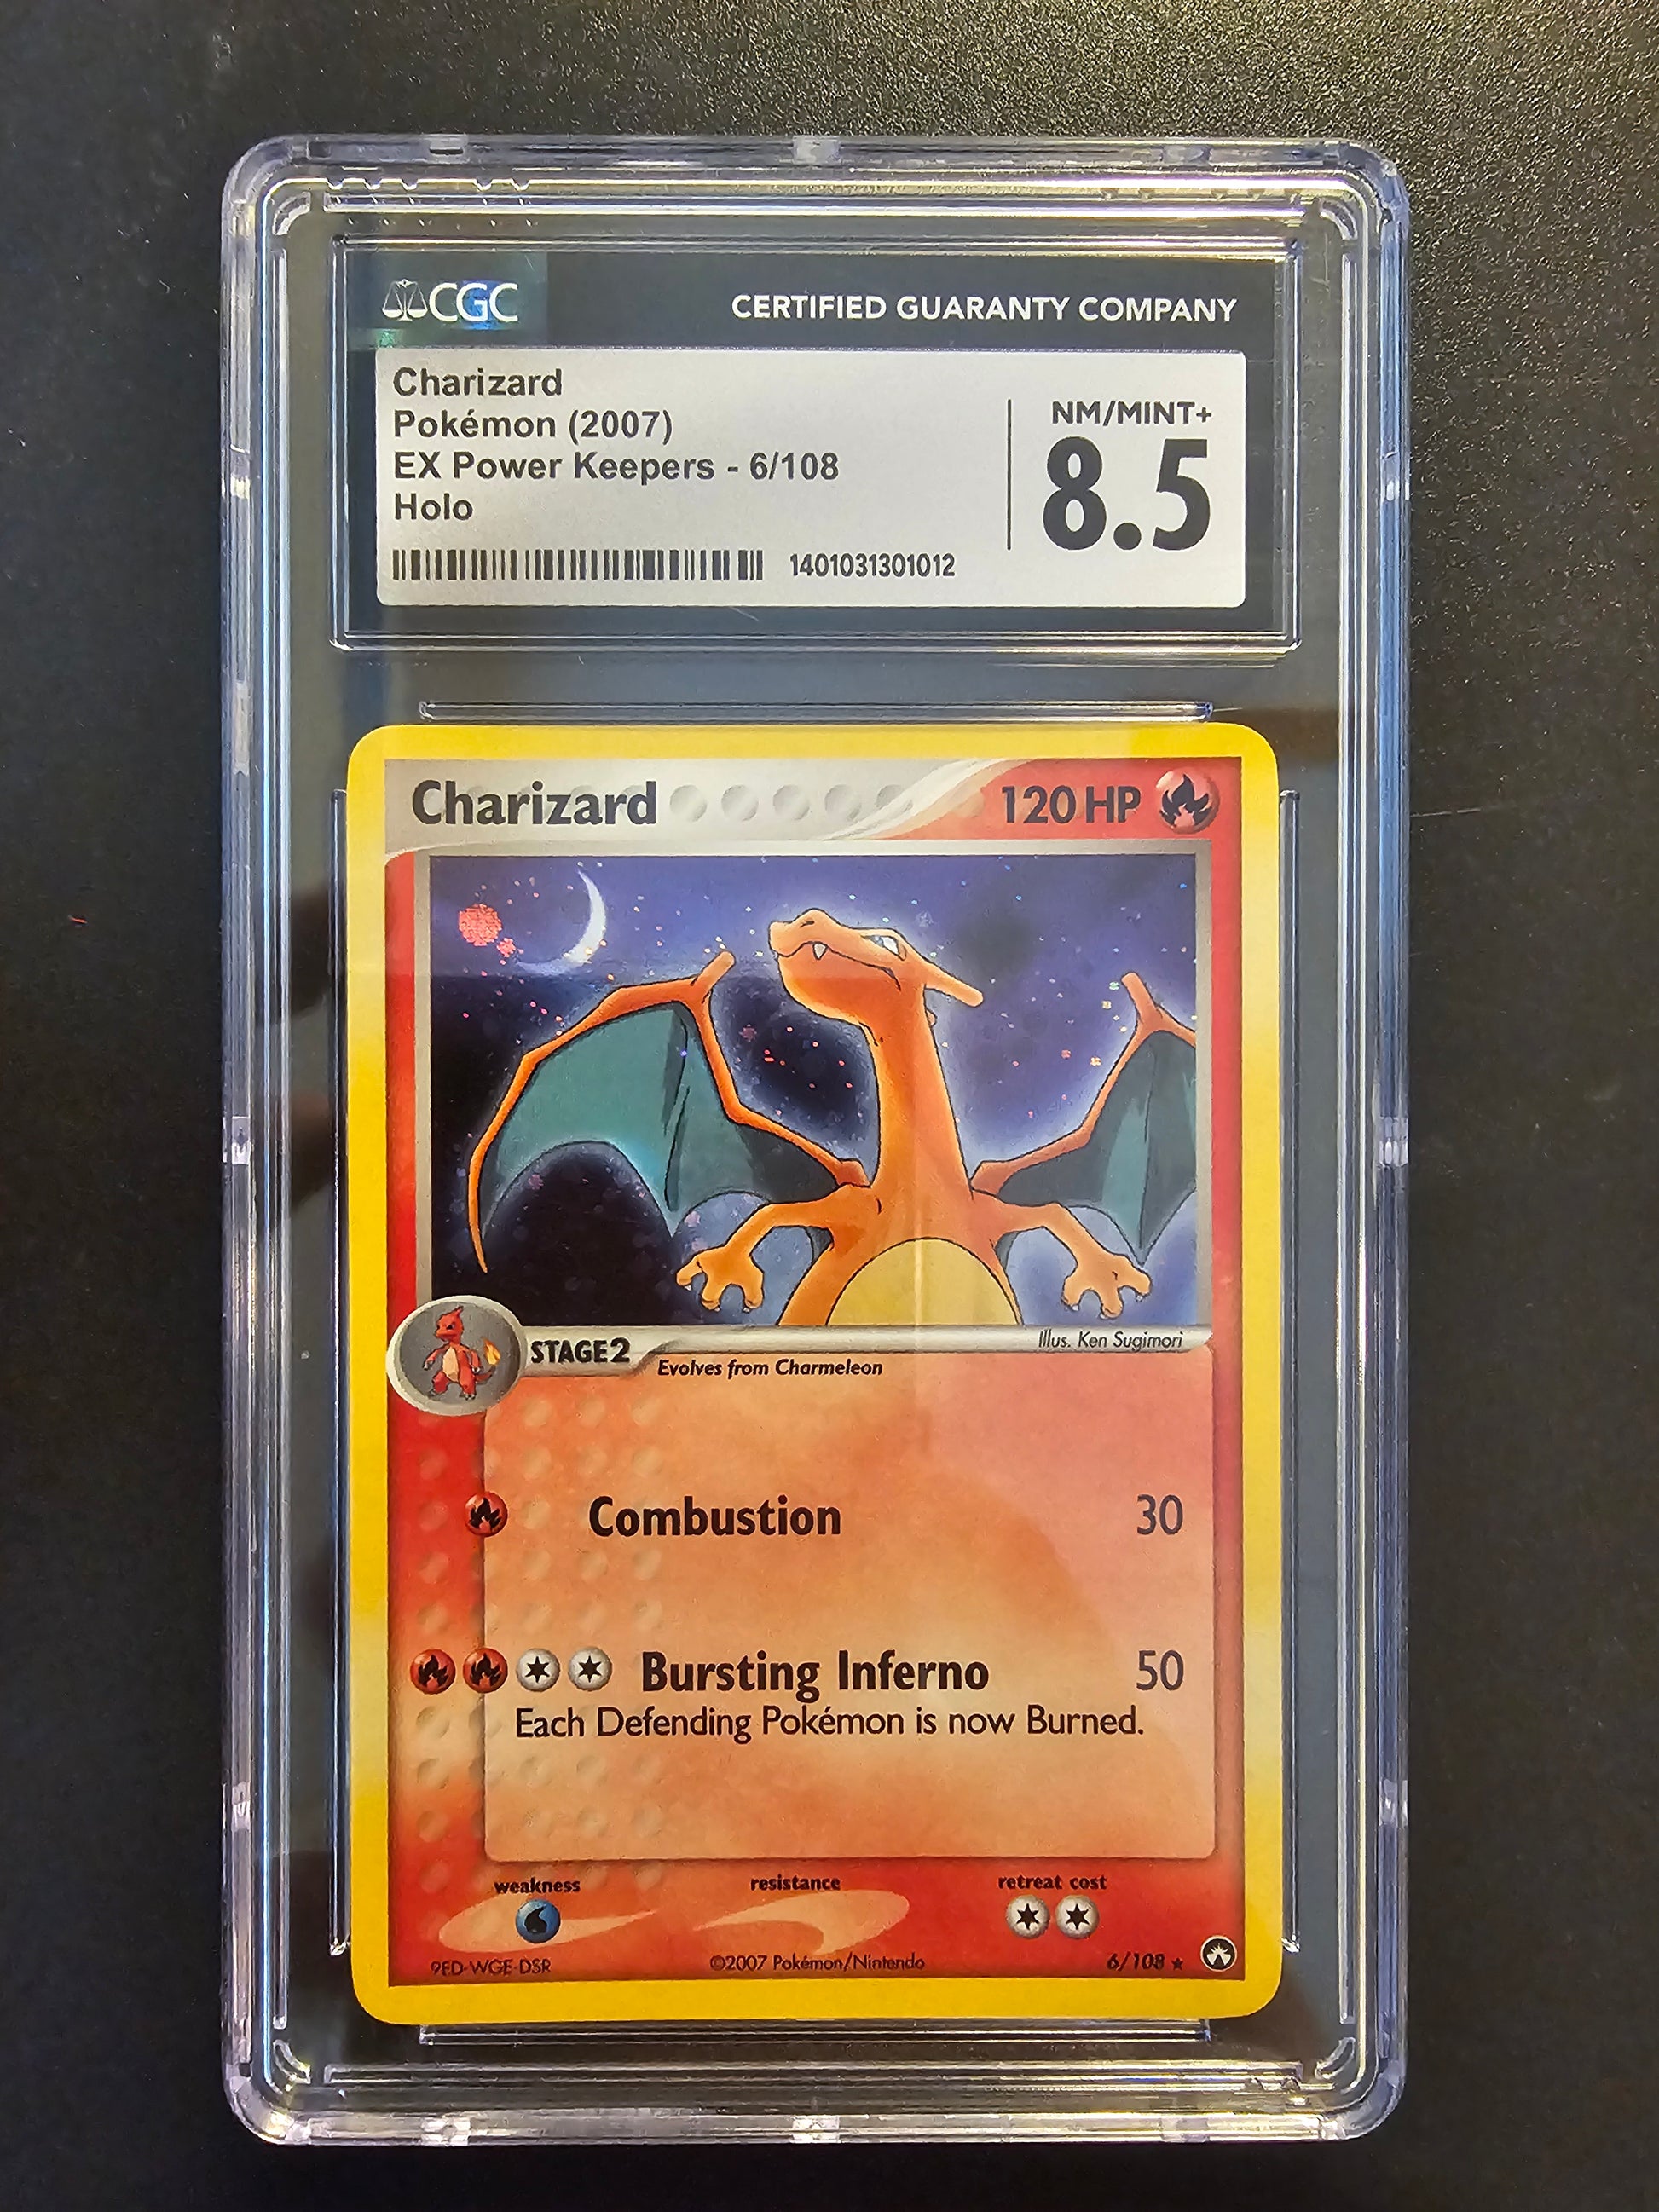 CGC
CERTIFIED GUARANTY COMPANY
Charizard
Pokémon (2007)
EX Power Keepers - 6/108
Holo
1401031301012
NM/MINT+
8.5
Charizard 120 HP
Illus. Ken Sugimori
STAGE 2
Evolves from Charmeleon
Combustion 30
Bursting Inferno 50
Each Defending Pokémon is now Burned.
weakness resistance retreat cost
9ED-WGE-DSR ©2007 Pokémon/Nintendo 6/108 ★